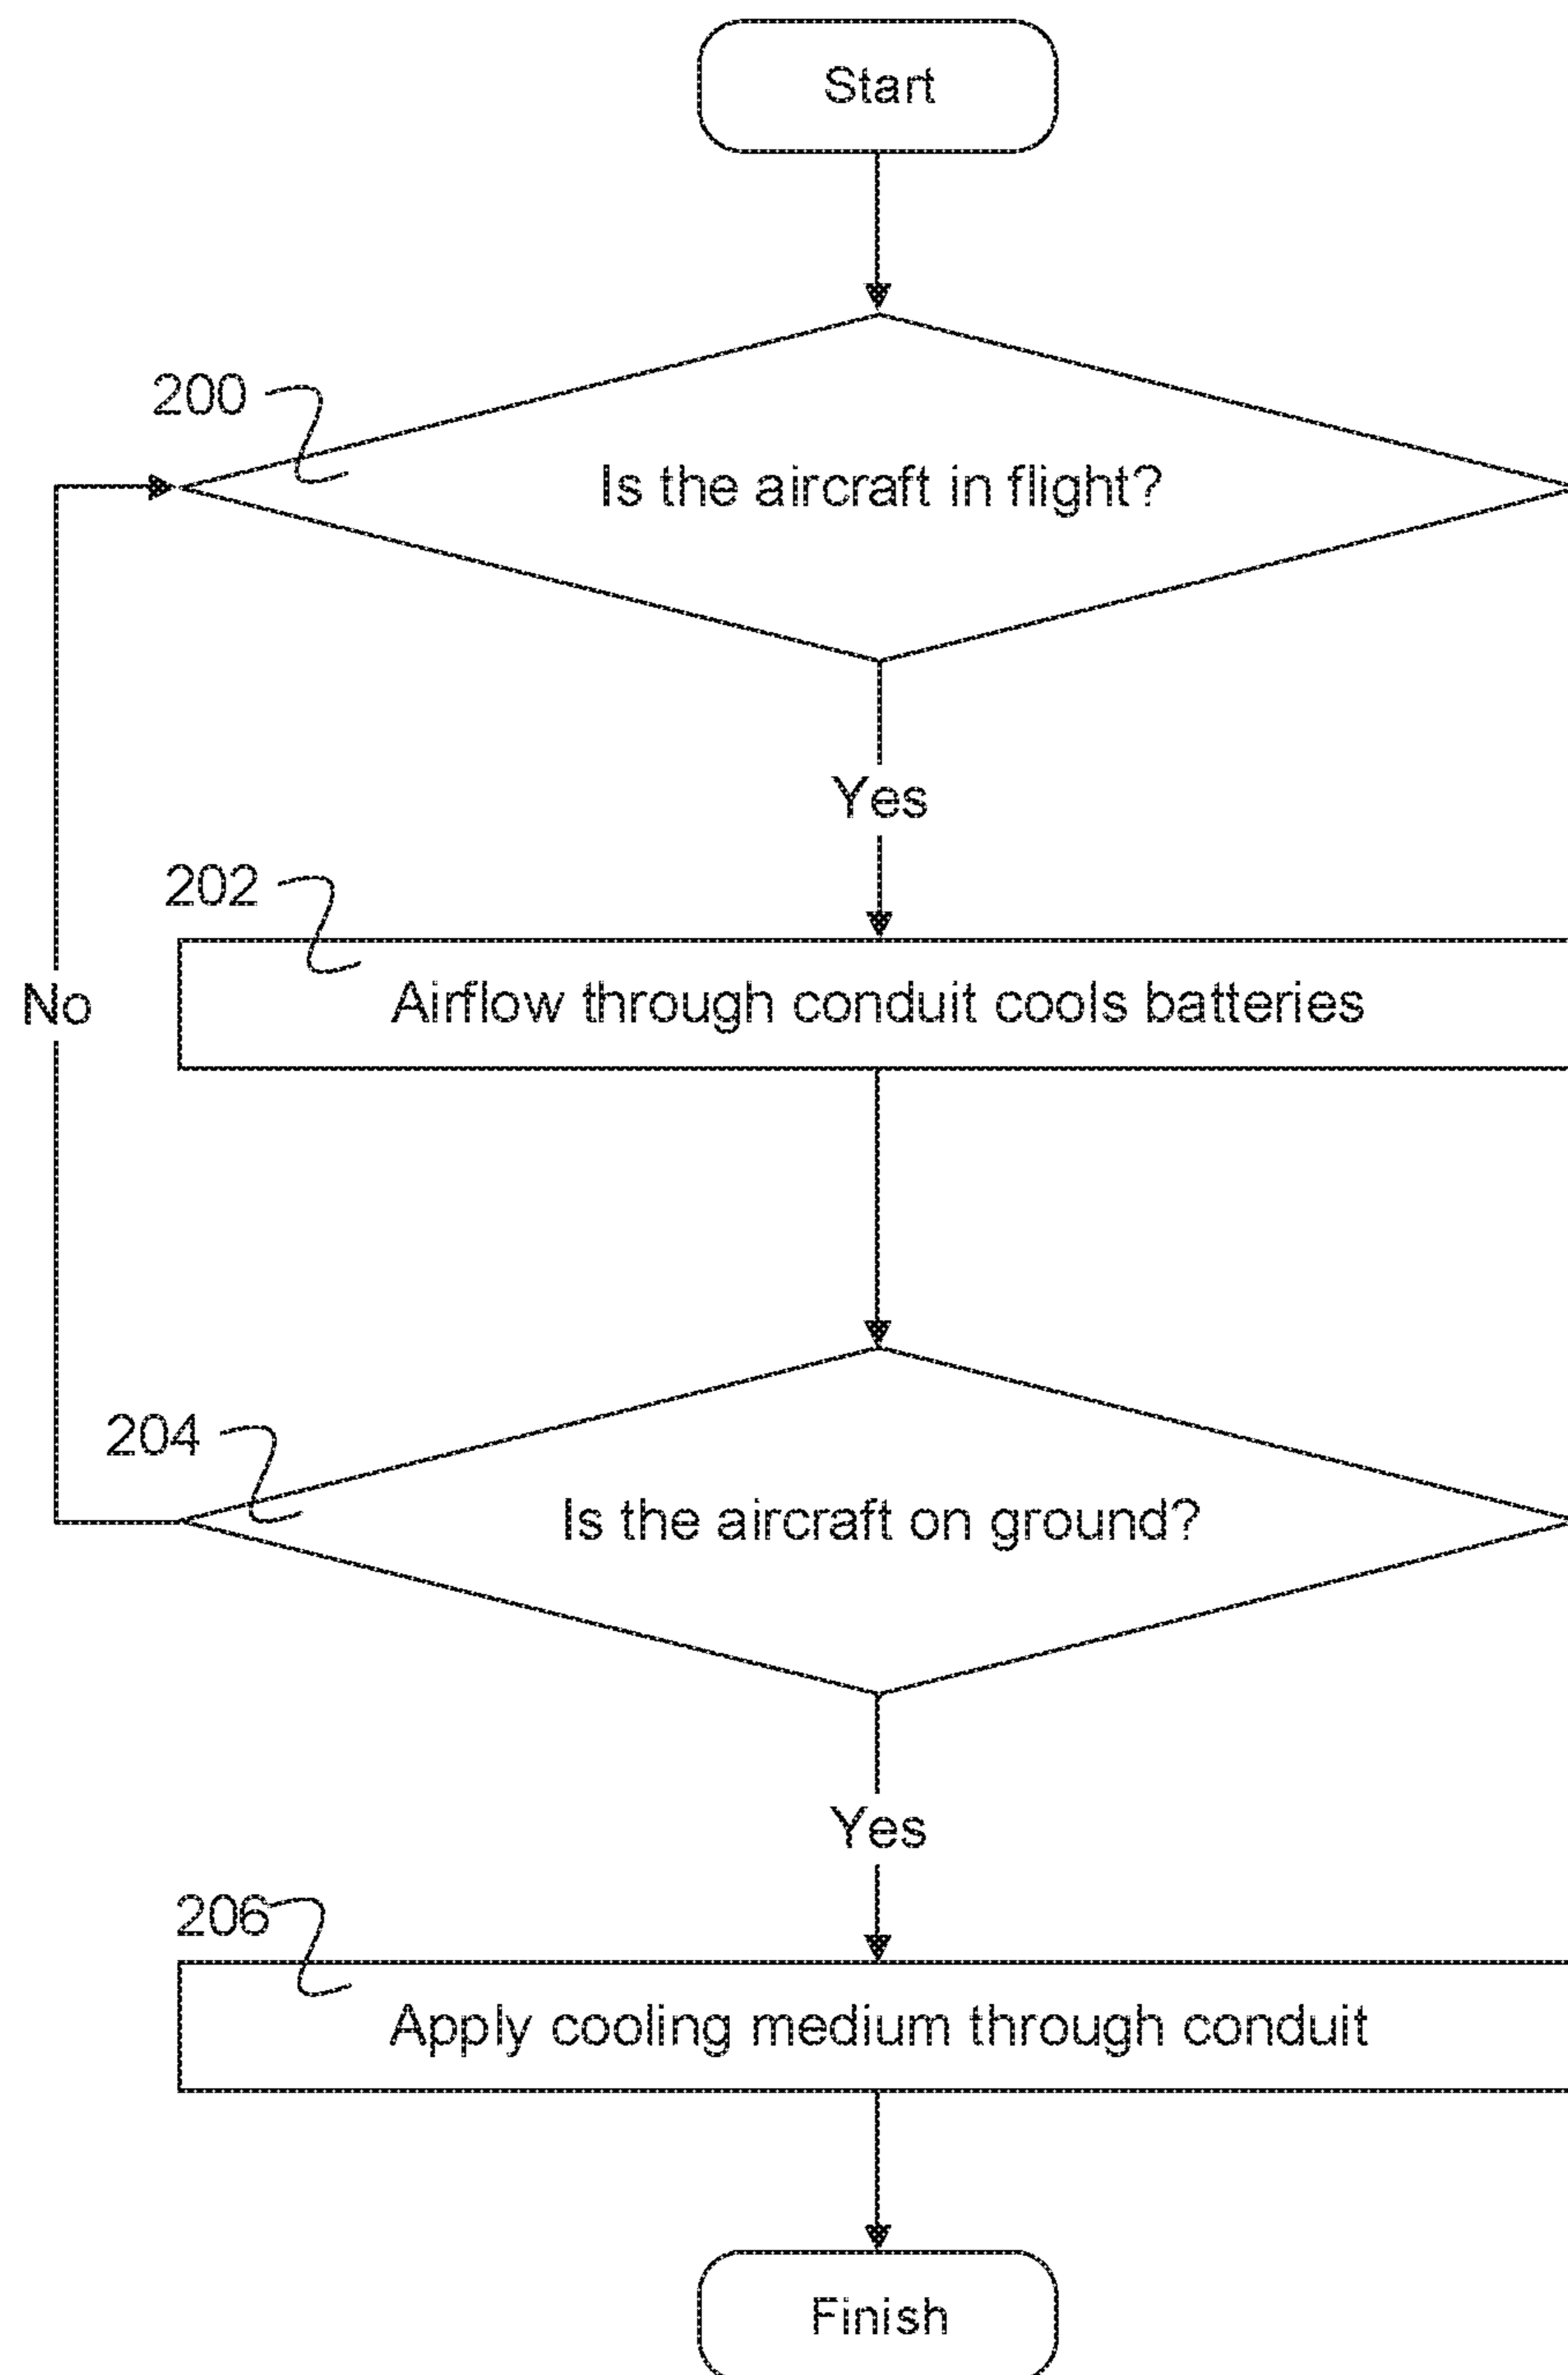 Start
200
Is the aircraft in flight?
Yes
202
Airflow through conduit cools batteries
No
204
Is the aircraft on ground?
Yes
206
Apply cooling medium through conduit
Finish